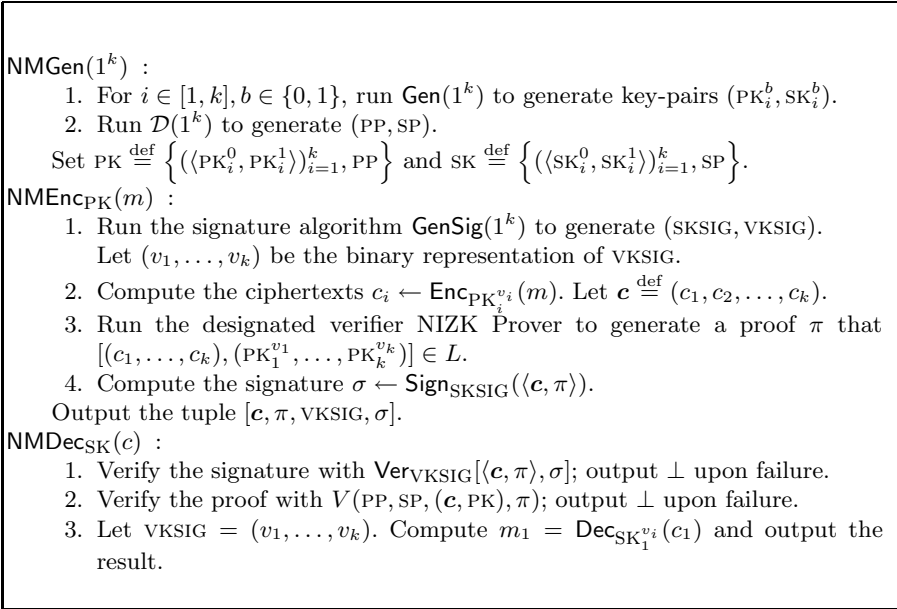 NMGen(1^k) :
1. For i ∈ [1, k], b ∈ {0, 1}, run Gen(1^k) to generate key-pairs (PK_i^b, SK_i^b).
2. Run 𝒟(1^k) to generate (PP, SP).
Set PK ≝ {(⟨PK_i^0, PK_i^1⟩)_{i=1}^k, PP} and SK ≝ {(⟨SK_i^0, SK_i^1⟩)_{i=1}^k, SP}.
NMEnc_PK(m) :
1. Run the signature algorithm GenSig(1^k) to generate (SKSIG, VKSIG).
Let (v_1, . . . , v_k) be the binary representation of VKSIG.
2. Compute the ciphertexts c_i ← Enc_{PK_i^{v_i}}(m). Let 𝒄 ≝ (c_1, c_2, . . . , c_k).
3. Run the designated verifier NIZK Prover to generate a proof π that
[(c_1, . . . , c_k), (PK_1^{v_1}, . . . , PK_k^{v_k})] ∈ L.
4. Compute the signature σ ← Sign_SKSIG(⟨𝒄, π⟩).
Output the tuple [𝒄, π, VKSIG, σ].
NMDec_SK(c) :
1. Verify the signature with Ver_VKSIG[⟨𝒄, π⟩, σ]; output ⊥ upon failure.
2. Verify the proof with V(PP, SP, (𝒄, PK), π); output ⊥ upon failure.
3. Let VKSIG = (v_1, . . . , v_k). Compute m_1 = Dec_{SK_1^{v_i}}(c_1) and output the
result.